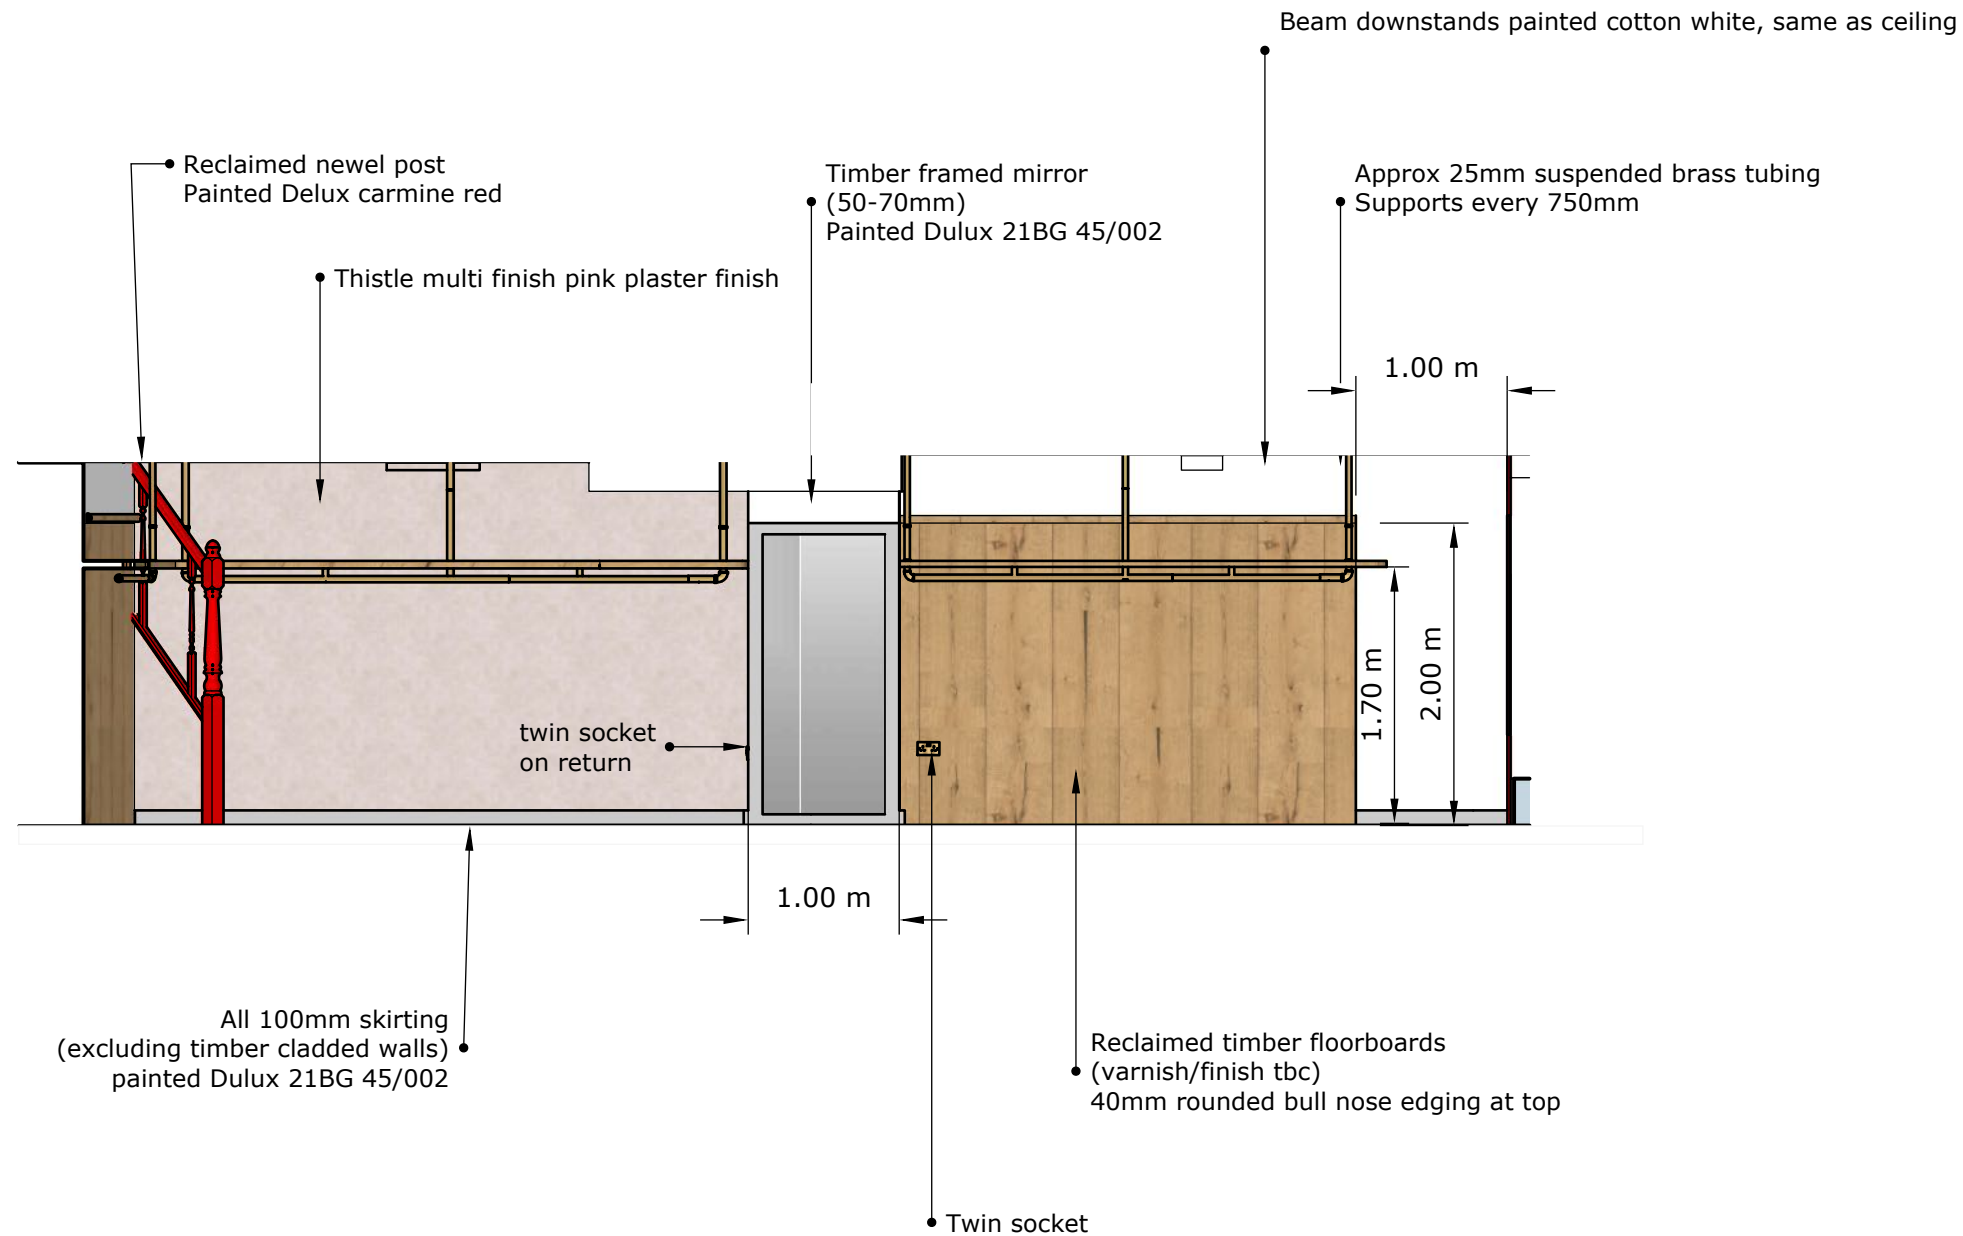 Beam downstands painted cotton white, same as ceiling
Reclaimed newel post
Painted Delux carmine red
Timber framed mirror
(50-70mm)
Painted Dulux 21BG 45/002
Approx 25mm suspended brass tubing
Supports every 750mm
Thistle multi finish pink plaster finish
1.00 m
twin socket
on return
1.70 m
2.00 m
1.00 m
All 100mm skirting
(excluding timber cladded walls)
painted Dulux 21BG 45/002
Reclaimed timber floorboards
(varnish/finish tbc)
40mm rounded bull nose edging at top
Twin socket